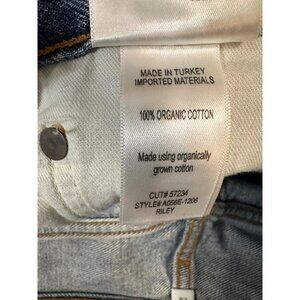 MADE IN TURKEY
IMPORTED MATERIALS
100% ORGANIC COTTON
Made using organically
grown cotton
CUT# 57234
STYLE# A056E-1206
RILEY